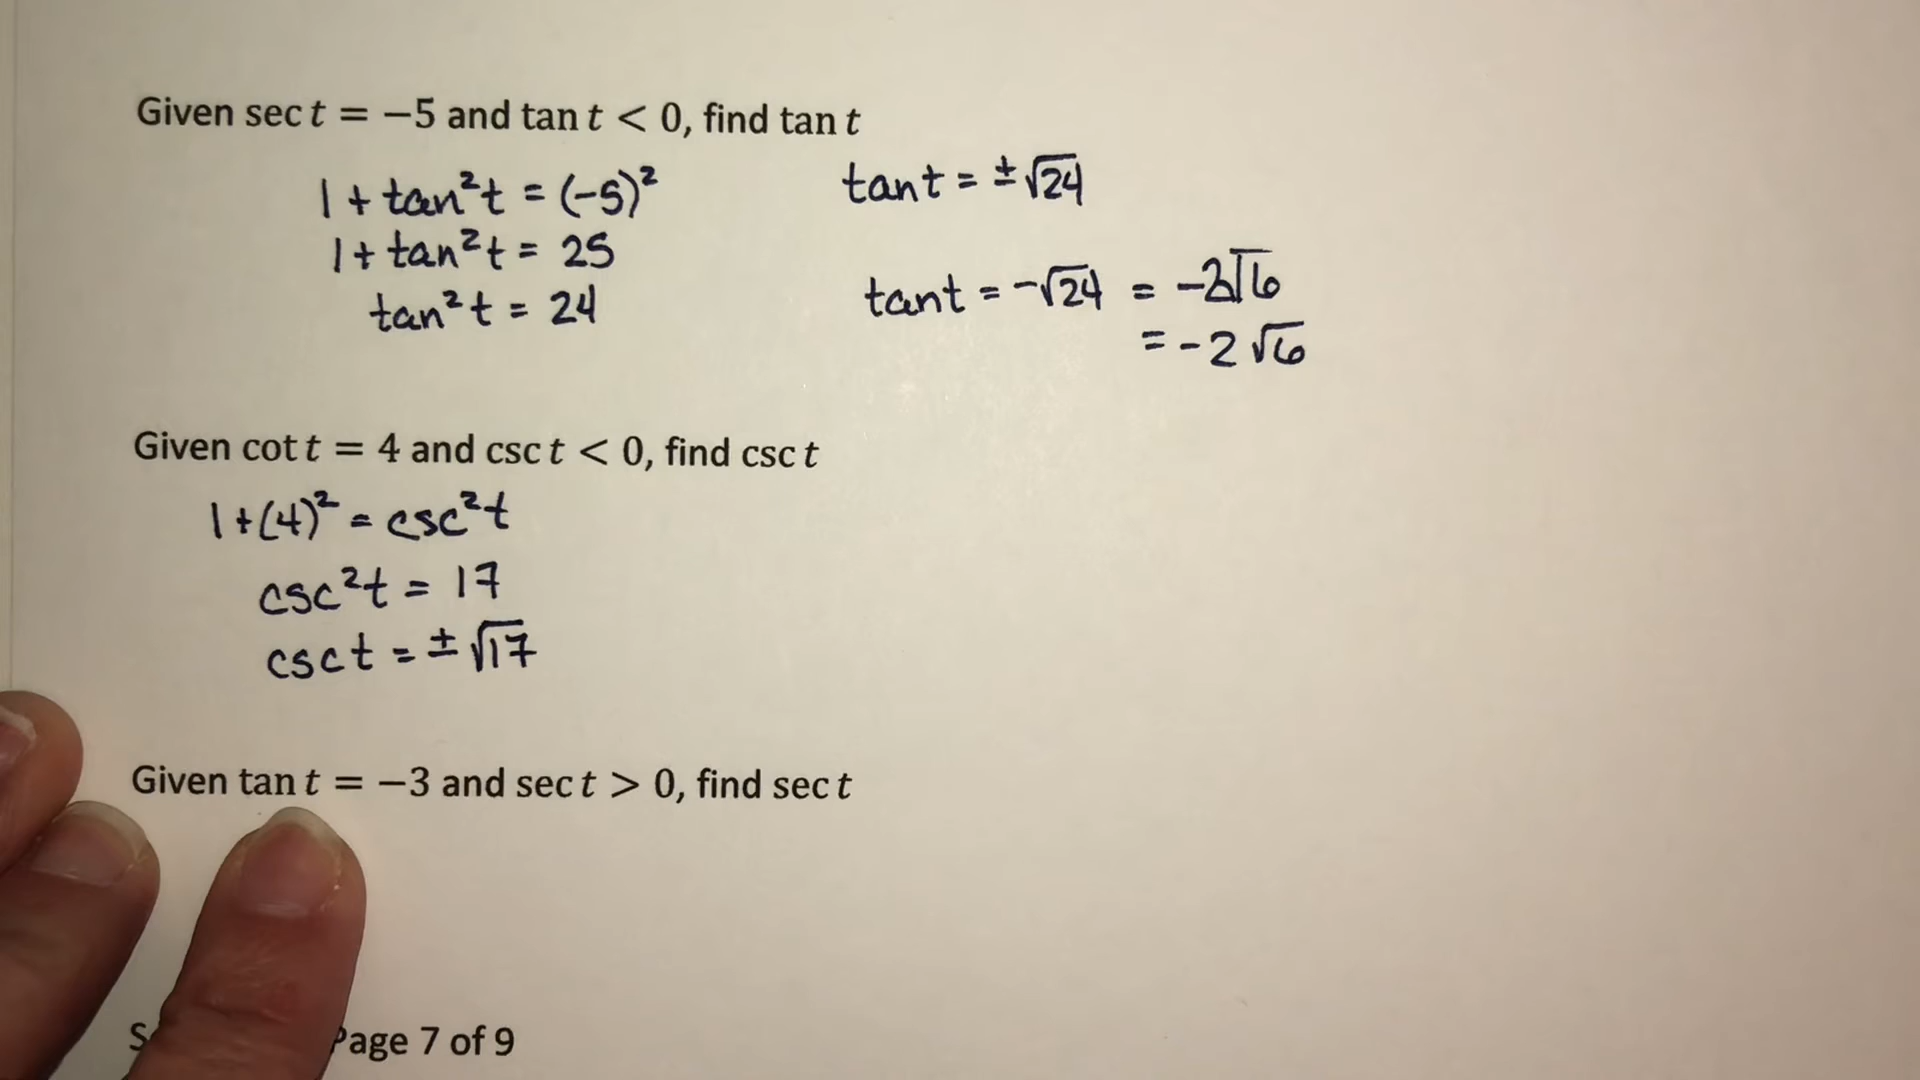 Given sec t = −5 and tan t < 0, find tan t
1 + tan²t = (-5)²
1 + tan²t = 25
tan²t = 24
tan t = ±√24
tan t = -√24 = -2√6
= -2√6
Given cot t = 4 and csc t < 0, find csc t
1 + (4)² = csc²t
csc²t = 17
csc t = ±√17
Given tan t = −3 and sec t > 0, find sec t
Page 7 of 9